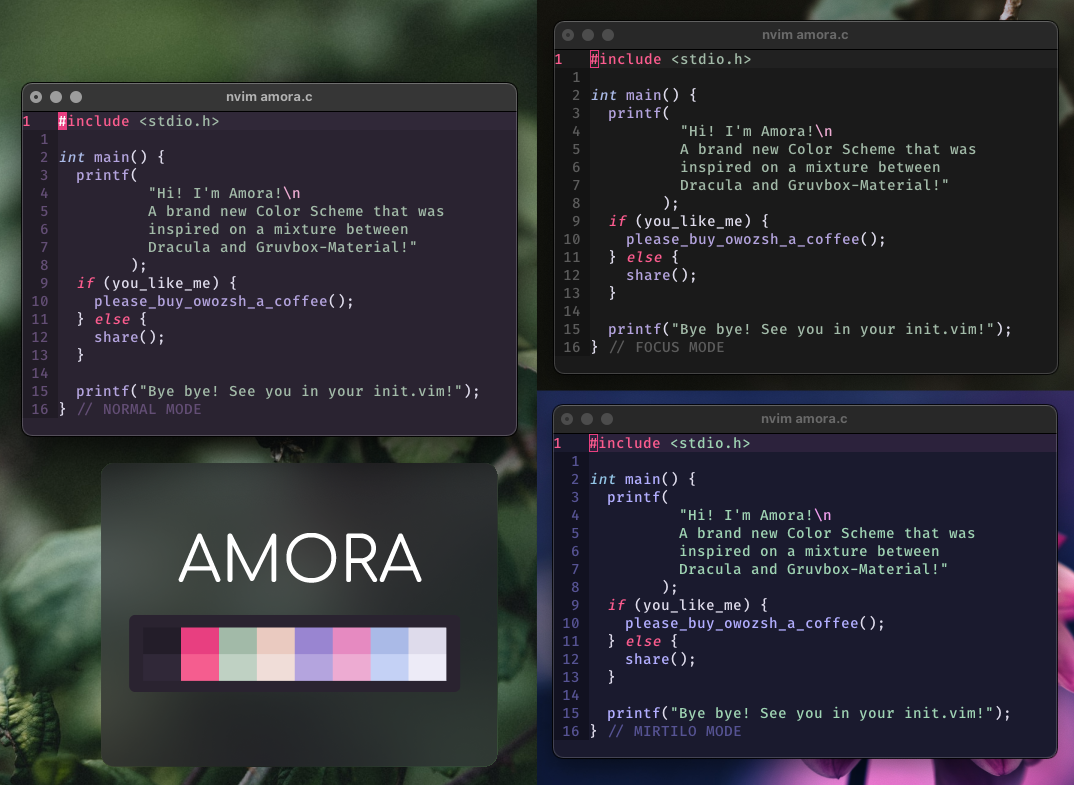 nvim amora.c
1 #include <stdio.h>
1
2 int main() {
3 printf(
4 "Hi! I'm Amora!\n
5 A brand new Color Scheme that was
6 inspired on a mixture between
7 Dracula and Gruvbox-Material!"
8 );
9 if (you_like_me) {
10 please_buy_owozsh_a_coffee();
11 } else {
12 share();
13 }
14
15 printf("Bye bye! See you in your init.vim!");
16 } // NORMAL MODE
AMORA
nvim amora.c
1 #include <stdio.h>
1
2 int main() {
3 printf(
4 "Hi! I'm Amora!\n
5 A brand new Color Scheme that was
6 inspired on a mixture between
7 Dracula and Gruvbox-Material!"
8 );
9 if (you_like_me) {
10 please_buy_owozsh_a_coffee();
11 } else {
12 share();
13 }
14
15 printf("Bye bye! See you in your init.vim!");
16 } // FOCUS MODE
nvim amora.c
1 #include <stdio.h>
1
2 int main() {
3 printf(
4 "Hi! I'm Amora!\n
5 A brand new Color Scheme that was
6 inspired on a mixture between
7 Dracula and Gruvbox-Material!"
8 );
9 if (you_like_me) {
10 please_buy_owozsh_a_coffee();
11 } else {
12 share();
13 }
14
15 printf("Bye bye! See you in your init.vim!");
16 } // MIRTILO MODE